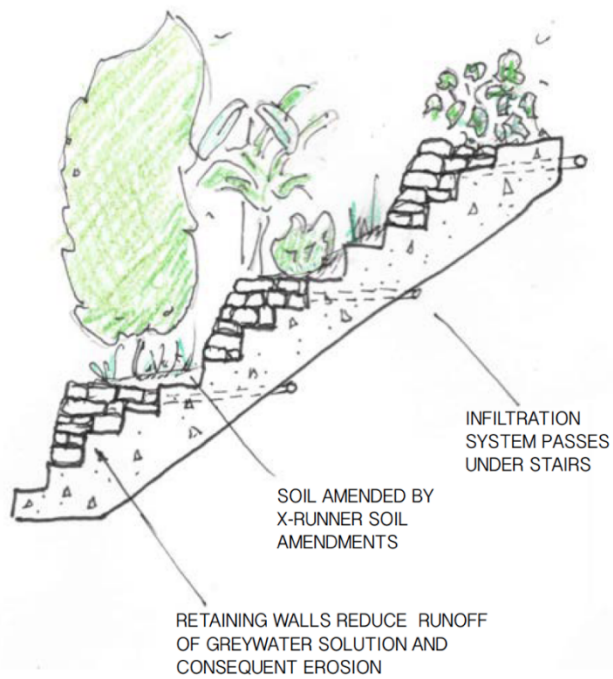 INFILTRATION
SYSTEM PASSES
UNDER STAIRS
SOIL AMENDED BY
X-RUNNER SOIL
AMENDMENTS
RETAINING WALLS REDUCE RUNOFF
OF GREYWATER SOLUTION AND
CONSEQUENT EROSION